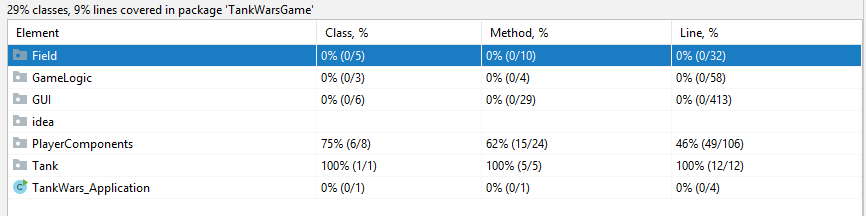 29% classes, 9% lines covered in package 'TankWarsGame'
Element Class, % Method, % Line, %
Field 0% (0/5) 0% (0/10) 0% (0/32)
GameLogic 0% (0/3) 0% (0/4) 0% (0/58)
GUI 0% (0/6) 0% (0/29) 0% (0/413)
idea
PlayerComponents 75% (6/8) 62% (15/24) 46% (49/106)
Tank 100% (1/1) 100% (5/5) 100% (12/12)
TankWars_Application 0% (0/1) 0% (0/1) 0% (0/4)